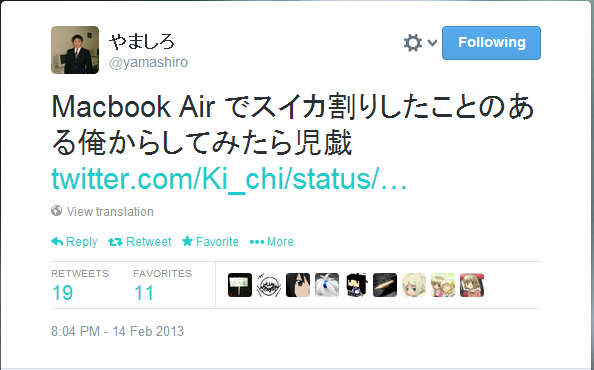 やましろ
@yamashiro
Following
Macbook Air でスイカ割りしたことのあ
る俺からしてみたら児戯
twitter.com/Ki_chi/status/…
View translation
Reply Retweet Favorite More
RETWEETS FAVORITES
19 11
8:04 PM - 14 Feb 2013